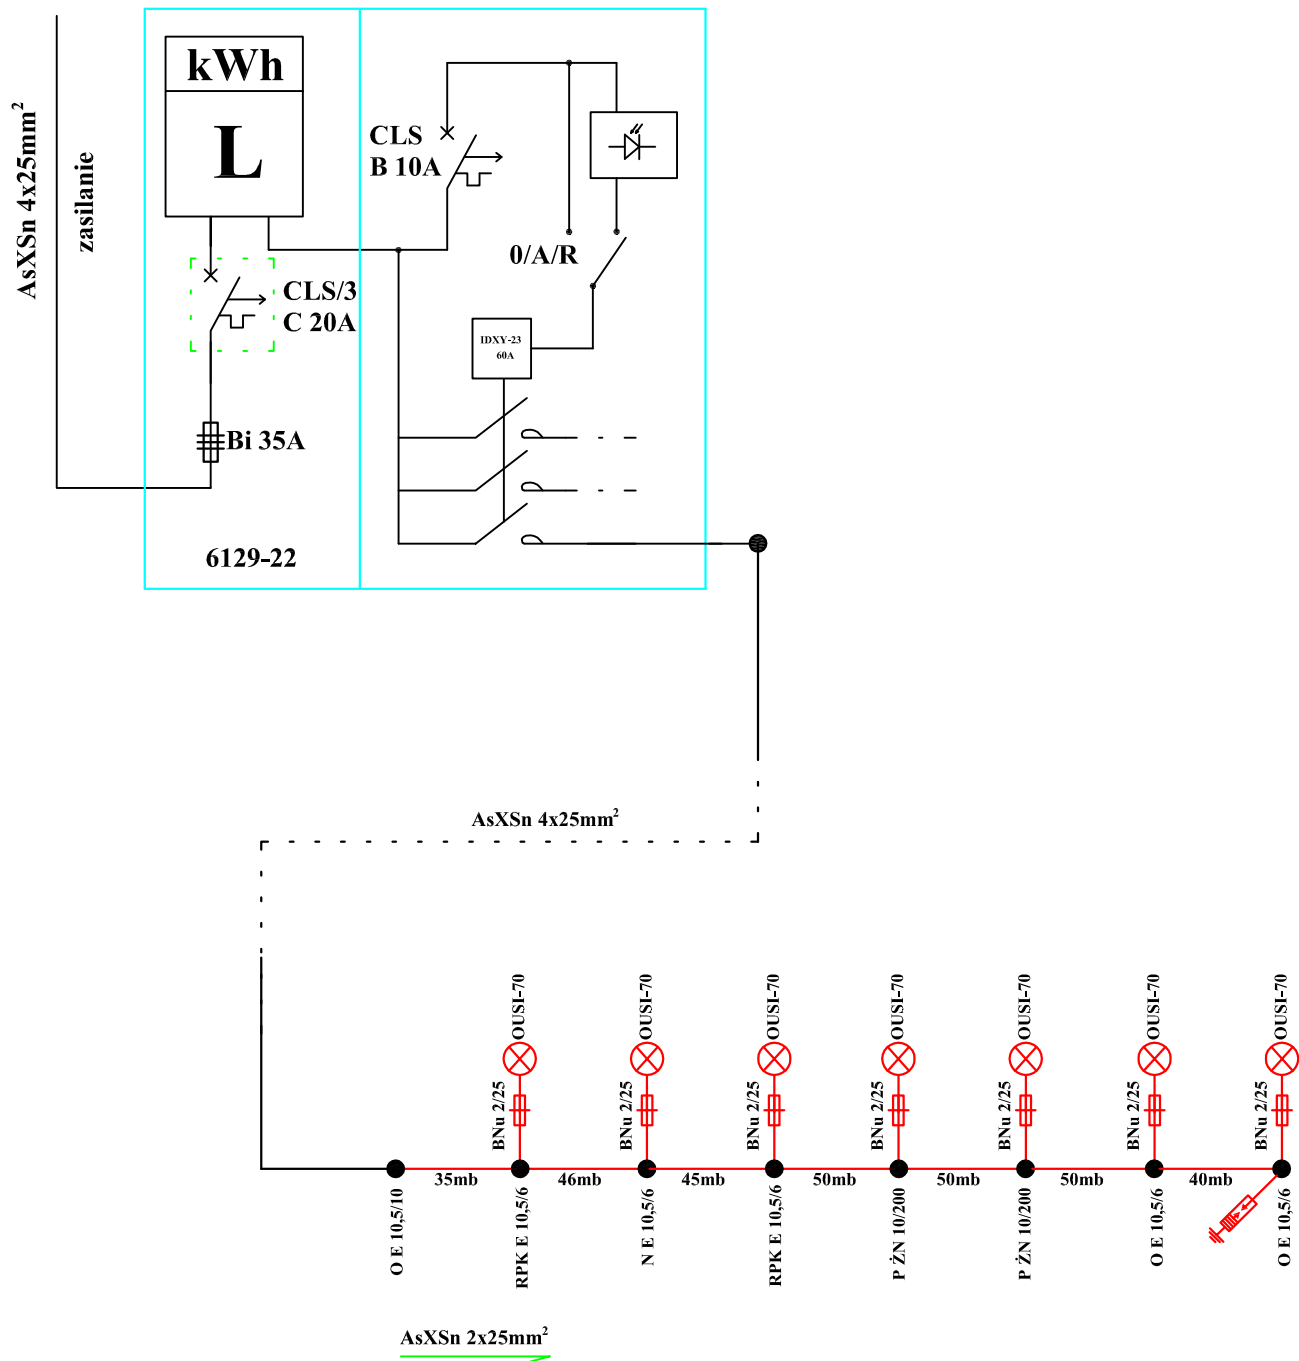 AsXSn 4x25mm²
zasilanie
kWh
L
CLS
B 10A
0/A/R
CLS/3
C 20A
IDXY-23
60A
Bi 35A
6129-22
AsXSn 4x25mm²
OUSI-70
OUSI-70
OUSI-70
OUSI-70
OUSI-70
OUSI-70
OUSI-70
BNu 2/25
BNu 2/25
BNu 2/25
BNu 2/25
BNu 2/25
BNu 2/25
BNu 2/25
35mb
46mb
45mb
50mb
50mb
50mb
40mb
O E 10,5/10
RPK E 10,5/6
N E 10,5/6
RPK E 10,5/6
P ŻN 10/200
P ŻN 10/200
O E 10,5/6
O E 10,5/6
AsXSn 2x25mm²